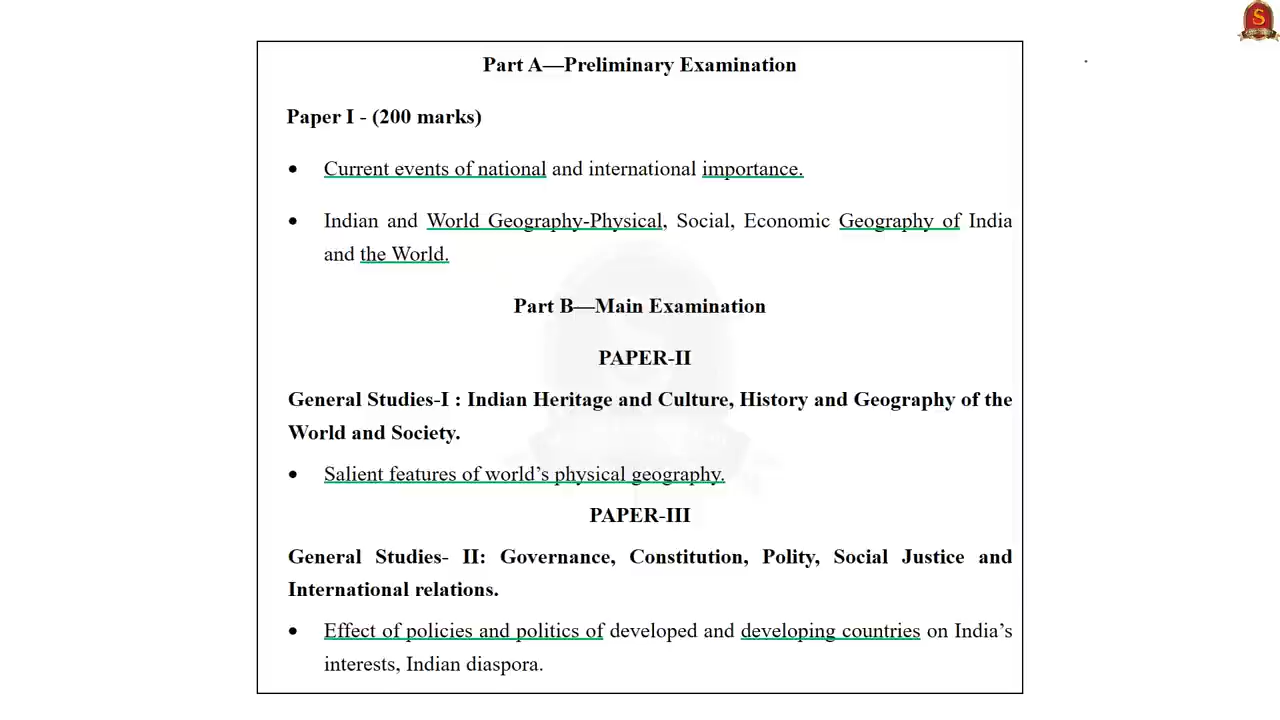 Part A—Preliminary Examination
Paper I - (200 marks)
• Current events of national and international importance.
• Indian and World Geography-Physical, Social, Economic Geography of India
and the World.
Part B—Main Examination
PAPER-II
General Studies-I : Indian Heritage and Culture, History and Geography of the
World and Society.
• Salient features of world’s physical geography.
PAPER-III
General Studies- II: Governance, Constitution, Polity, Social Justice and
International relations.
• Effect of policies and politics of developed and developing countries on India’s
interests, Indian diaspora.